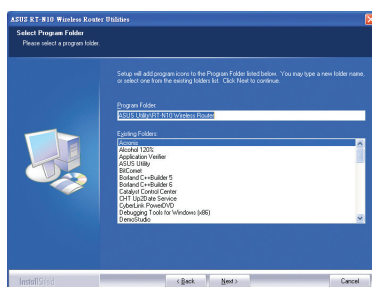 ASUS RT-N10 Wireless Router Utilities
Select Program Folder
Please select a program folder.
Setup will add program icons to the Program Folder listed below. You may type a new folder name, or select one from the existing folders list. Click Next to continue.
Program Folder:
ASUS Utility\RT-N10 Wireless Router
Existing Folders:
Acronis
Alcohol 120%
Application Verifier
ASUS Utility
BitComet
Borland C++Builder 5
Borland C++Builder 6
Catalyst Control Center
CHT Up2Date Service
CyberLink PowerDVD
Debugging Tools for Windows (x86)
DemoStudio
InstallShield
< Back
Next >
Cancel